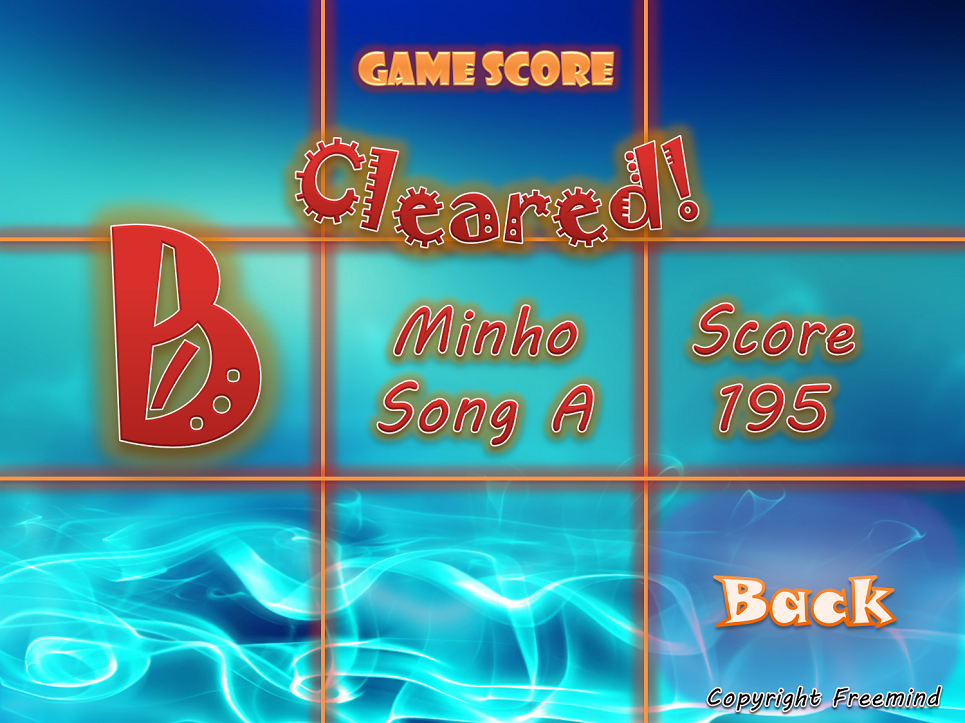 GAME SCORE
Cleared!
B
Minho
Song A
Score
195
Back
Copyright Freemind